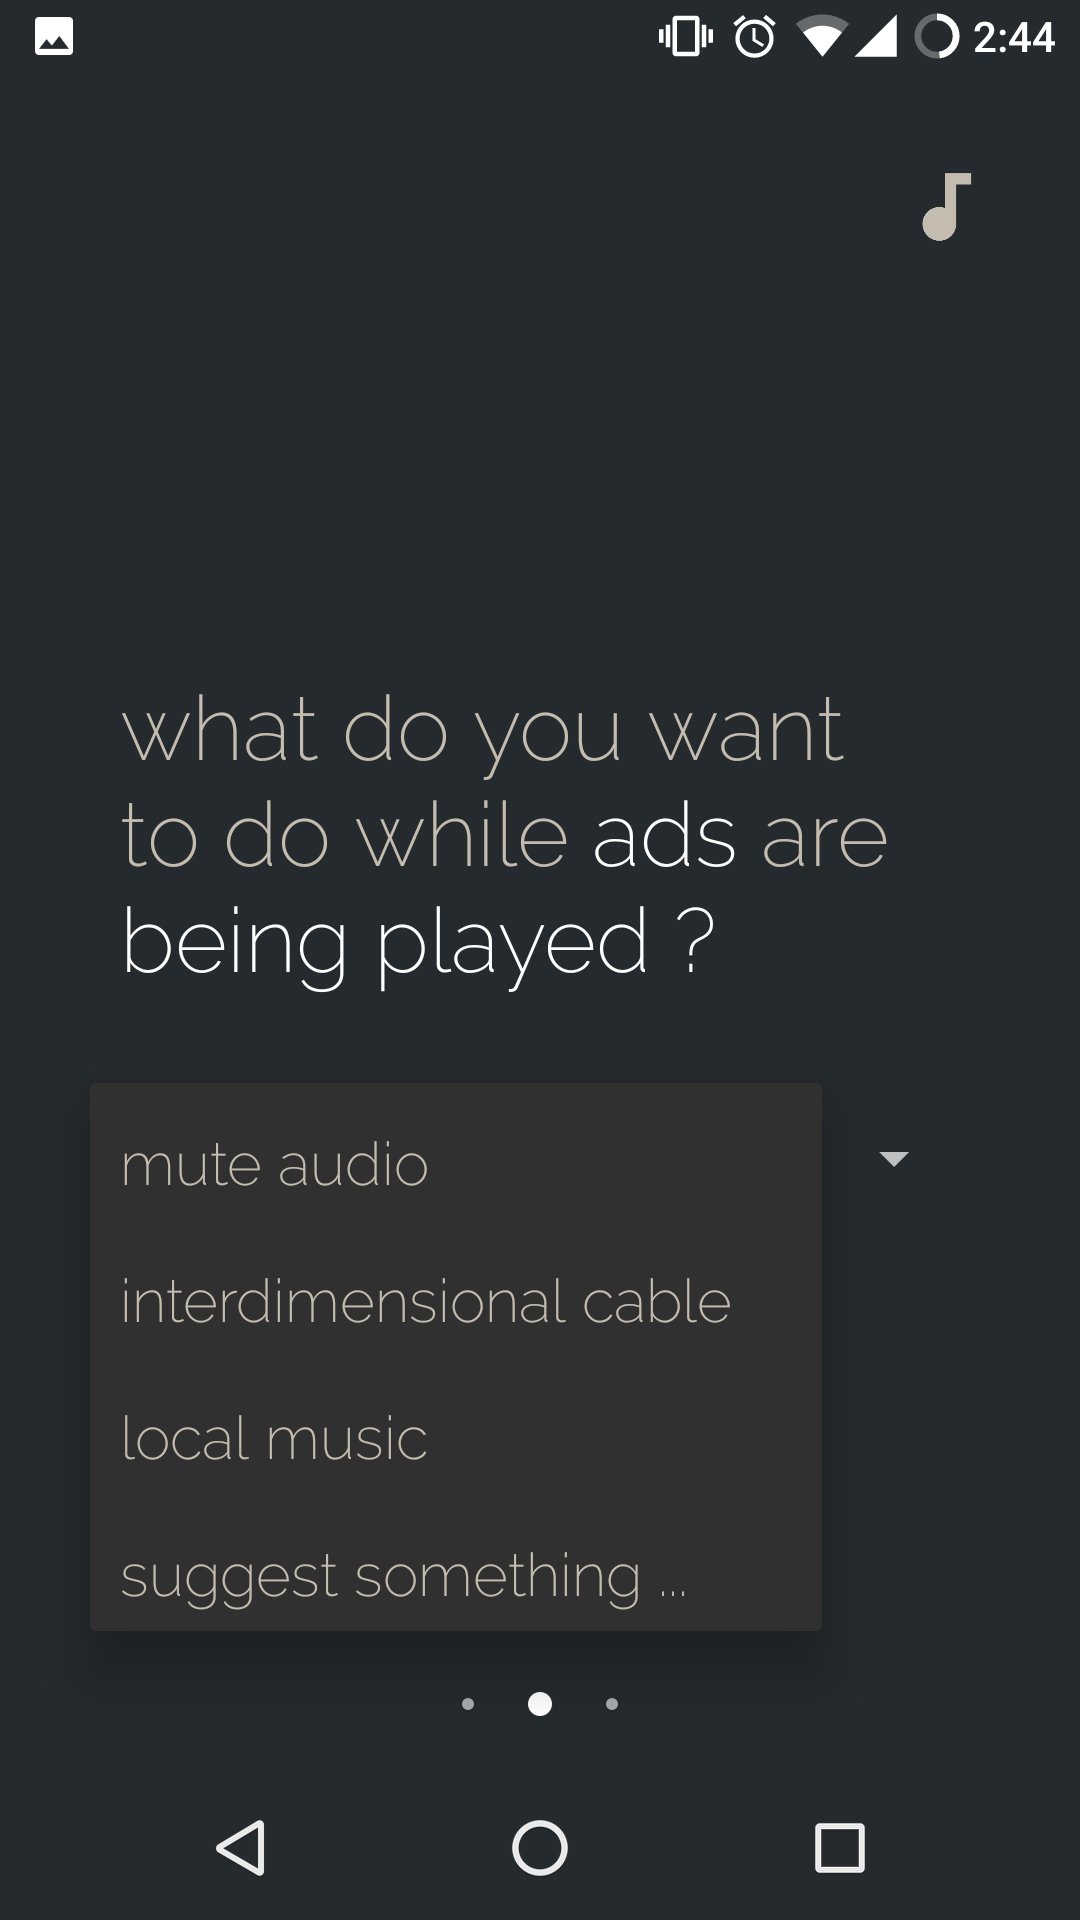 2:44
what do you want
to do while ads are
being played ?
mute audio
interdimensional cable
local music
suggest something ...